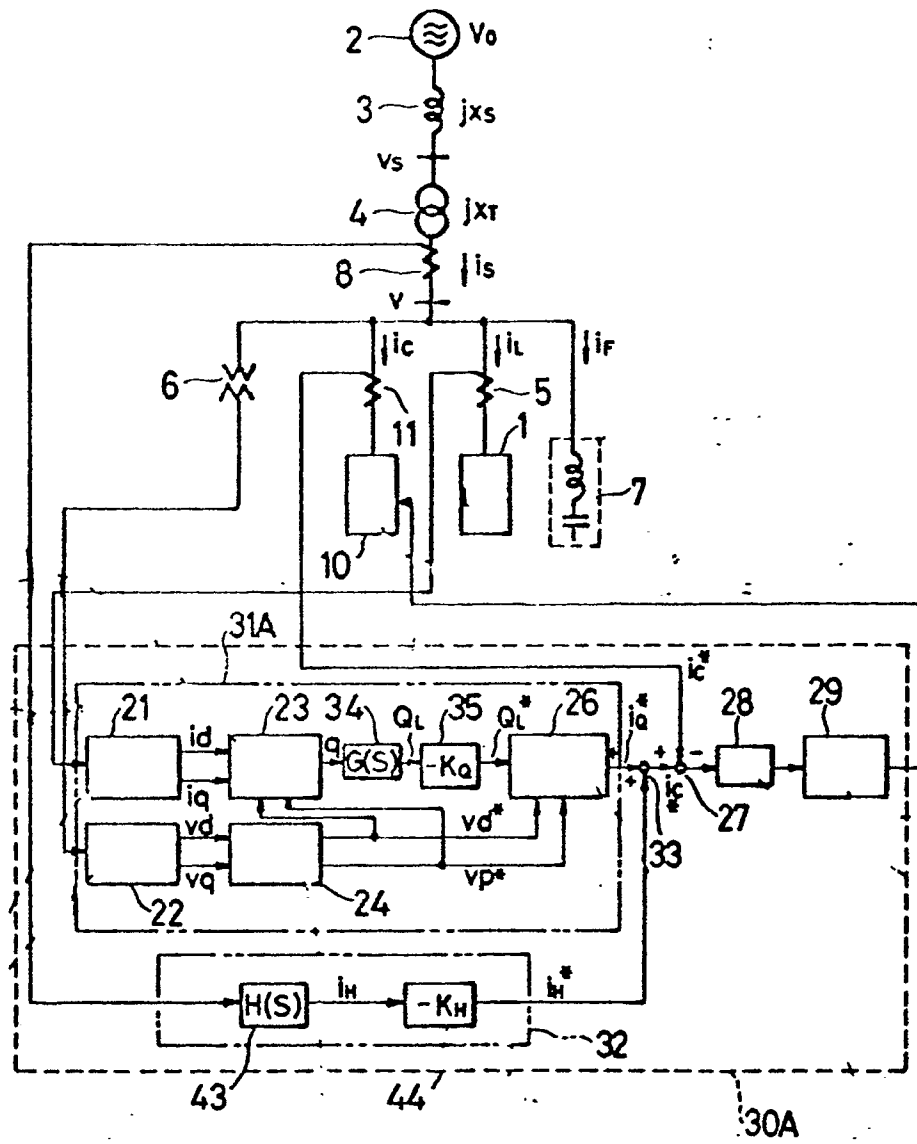 2 V0
3 jXS
VS
4 jXT
8 iS
V
iC iL iF
6 5
11 1
7
10
31A
21 23 34 QL 35 QL* 26 iQ* iC* 28 29
id q G(S) -KQ + + -
iq + iC*
vd vd* 33 27
vq vp*
22 24
H(S) iH -KH iH*
32
43 44
30A